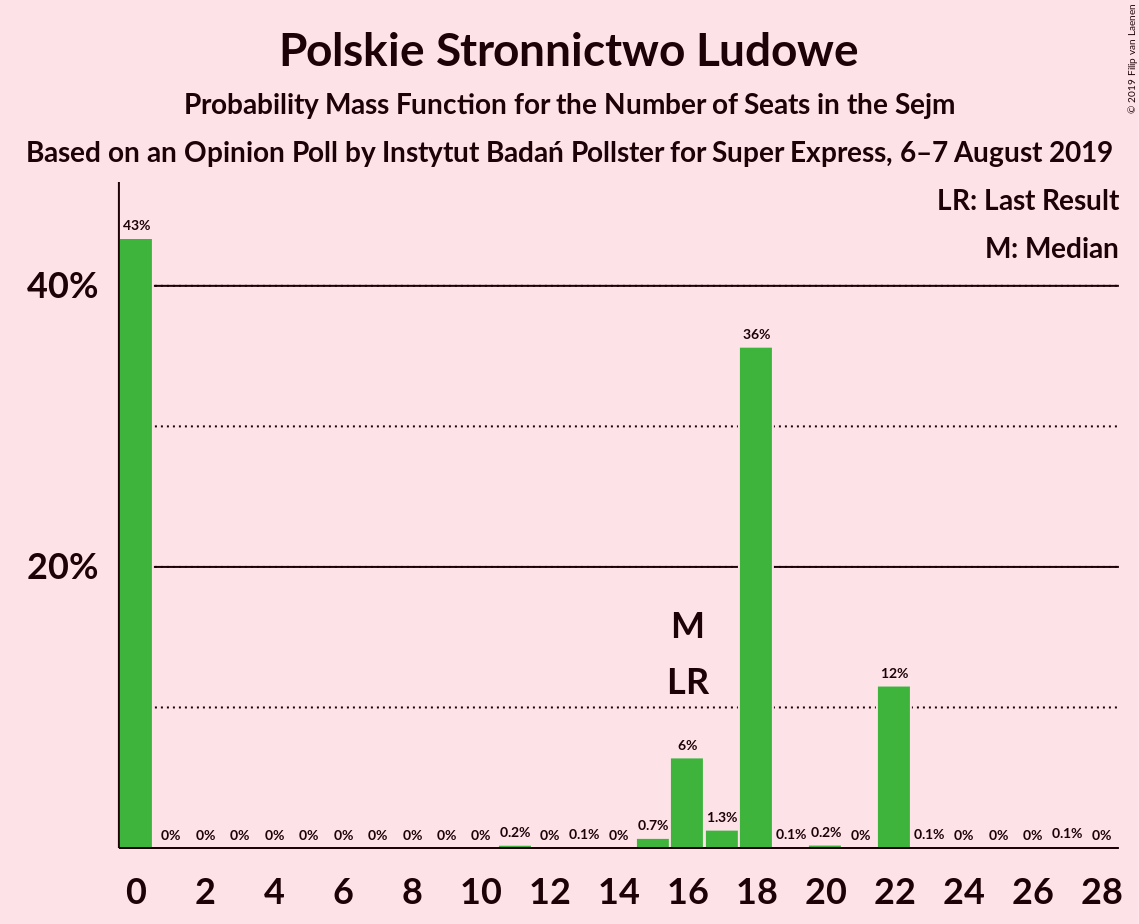 Polskie Stronnictwo Ludowe
Probability Mass Function for the Number of Seats in the Sejm
Based on an Opinion Poll by Instytut Badań Pollster for Super Express, 6–7 August 2019
© 2019 Filip van Laenen
LR: Last Result
M: Median
43%
40%
36%
20%
M
LR
12%
6%
0% 0% 0% 0% 0% 0% 0% 0% 0% 0% 0.2% 0% 0.1% 0% 0.7% 1.3% 0.1% 0.2% 0% 0.1% 0% 0% 0% 0.1% 0%
0 2 4 6 8 10 12 14 16 18 20 22 24 26 28